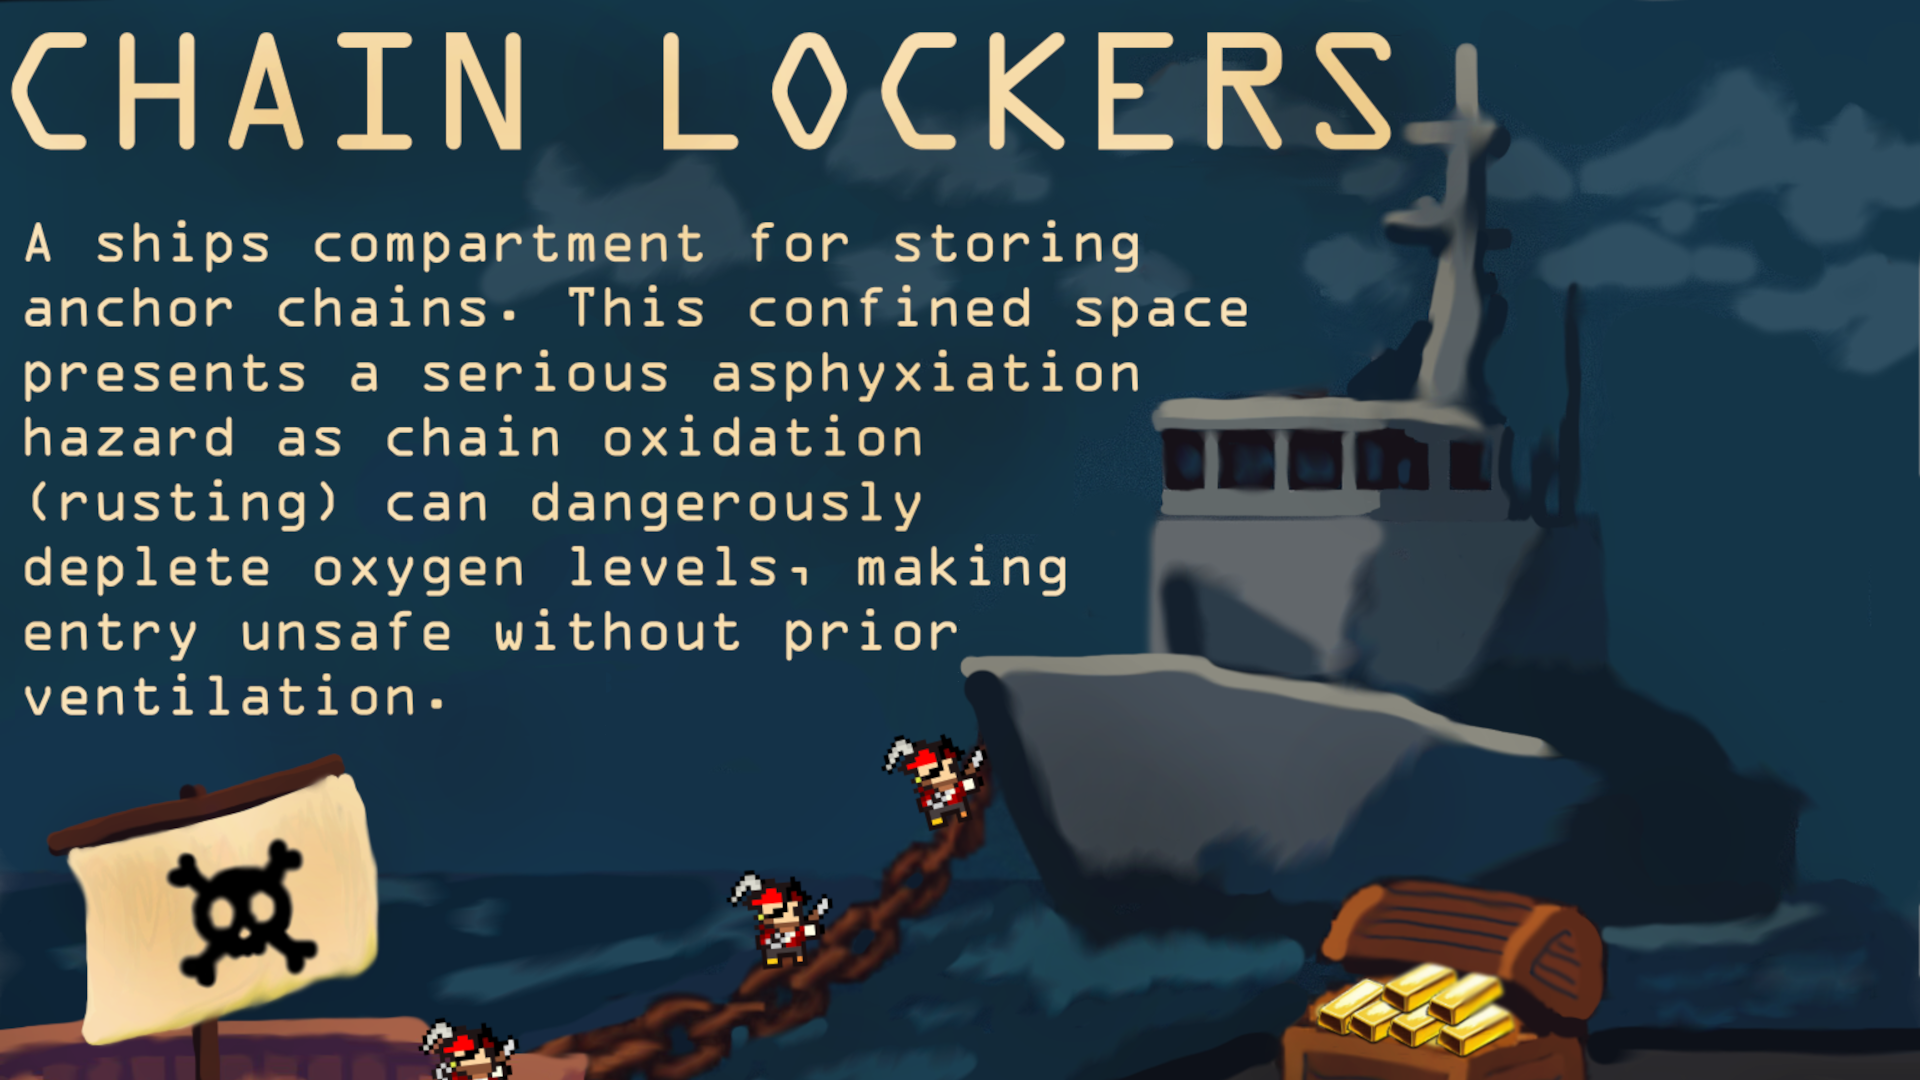 CHAIN LOCKERS
A ships compartment for storing
anchor chains. This confined space
presents a serious asphyxiation
hazard as chain oxidation
(rusting) can dangerously
deplete oxygen levels, making
entry unsafe without prior
ventilation.